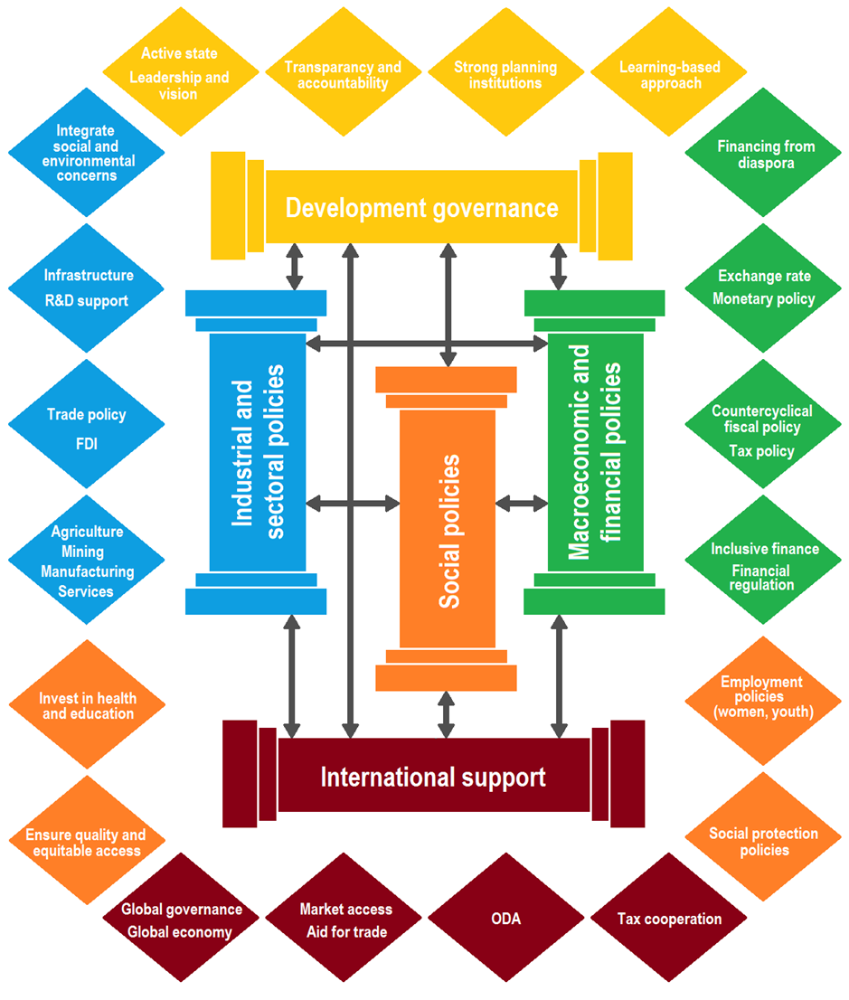 Active state
Leadership and
vision
Transparancy and
accountability
Strong planning
institutions
Learning-based
approach
Integrate
social and
environmental
concerns
Financing from
diaspora
Development governance
Infrastructure
R&D support
Exchange rate
Monetary policy
Trade policy
FDI
Countercyclical
fiscal policy
Tax policy
Industrial and
sectoral policies
Social policies
Macroeconomic and
financial policies
Agriculture
Mining
Manufacturing
Services
Inclusive finance
Financial
regulation
Invest in health
and education
Employment
policies
(women, youth)
International support
Ensure quality and
equitable access
Social protection
policies
Global governance
Global economy
Market access
Aid for trade
ODA
Tax cooperation